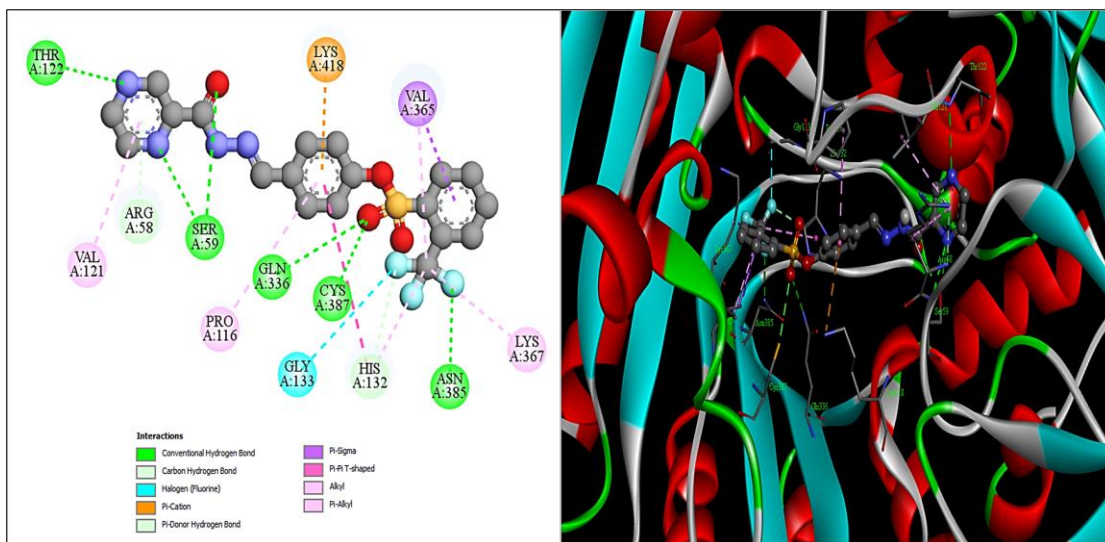 THR
A:122
LYS
A:418
VAL
A:365
ARG
A:58
SER
A:59
VAL
A:121
GLN
A:336
CYS
A:387
PRO
A:116
GLY
A:133
HIS
A:132
ASN
A:385
LYS
A:367
Interactions
Conventional Hydrogen Bond
Carbon Hydrogen Bond
Halogen (Fluorine)
Pi-Cation
Pi-Donor Hydrogen Bond
Pi-Sigma
Pi-Pi T-shaped
Alkyl
Pi-Alkyl
Thr122
Ser59
Gln336